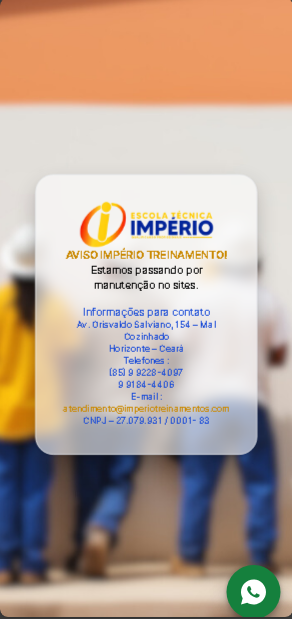 ESCOLA TÉCNICA
IMPÉRIO
AVISO IMPÉRIO TREINAMENTO!
Estamos passando por
manutenção no sites.
Informações para contato
Av. Orisvaldo Salviano, 154 – Mal
Cozinhado
Horizonte – Ceará
Telefones :
(85) 9 9228-4097
9 9184-4406
E-mail :
atendimento@imperiotreinamentos.com
CNPJ – 27.079.931 / 0001- 83